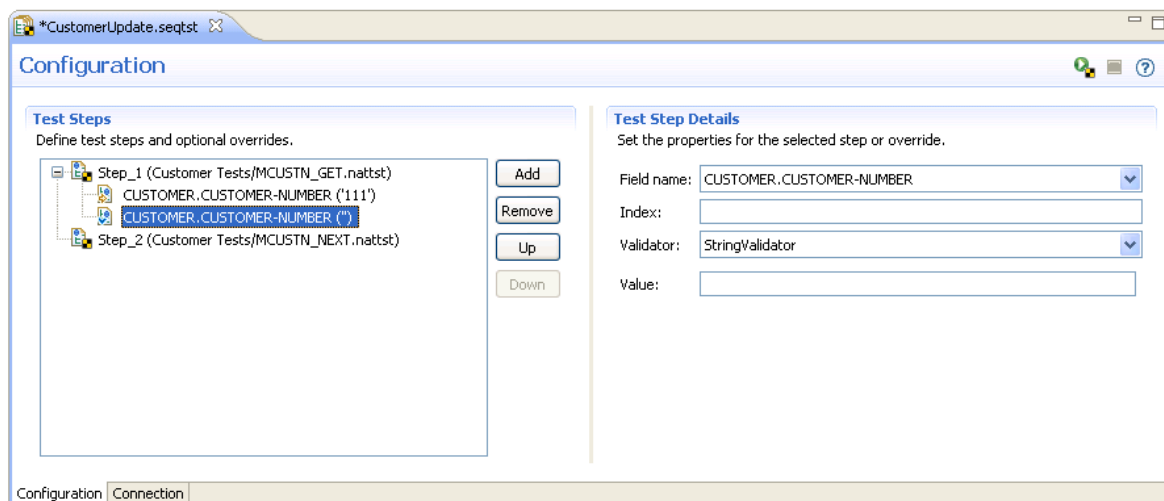 *CustomerUpdate.seqtst
Configuration
Test Steps
Define test steps and optional overrides.
Step_1 (Customer Tests/MCUSTN_GET.nattst)
CUSTOMER.CUSTOMER-NUMBER ('111')
CUSTOMER.CUSTOMER-NUMBER ('')
Step_2 (Customer Tests/MCUSTN_NEXT.nattst)
Add
Remove
Up
Down
Test Step Details
Set the properties for the selected step or override.
Field name: CUSTOMER.CUSTOMER-NUMBER
Index:
Validator: StringValidator
Value:
Configuration Connection